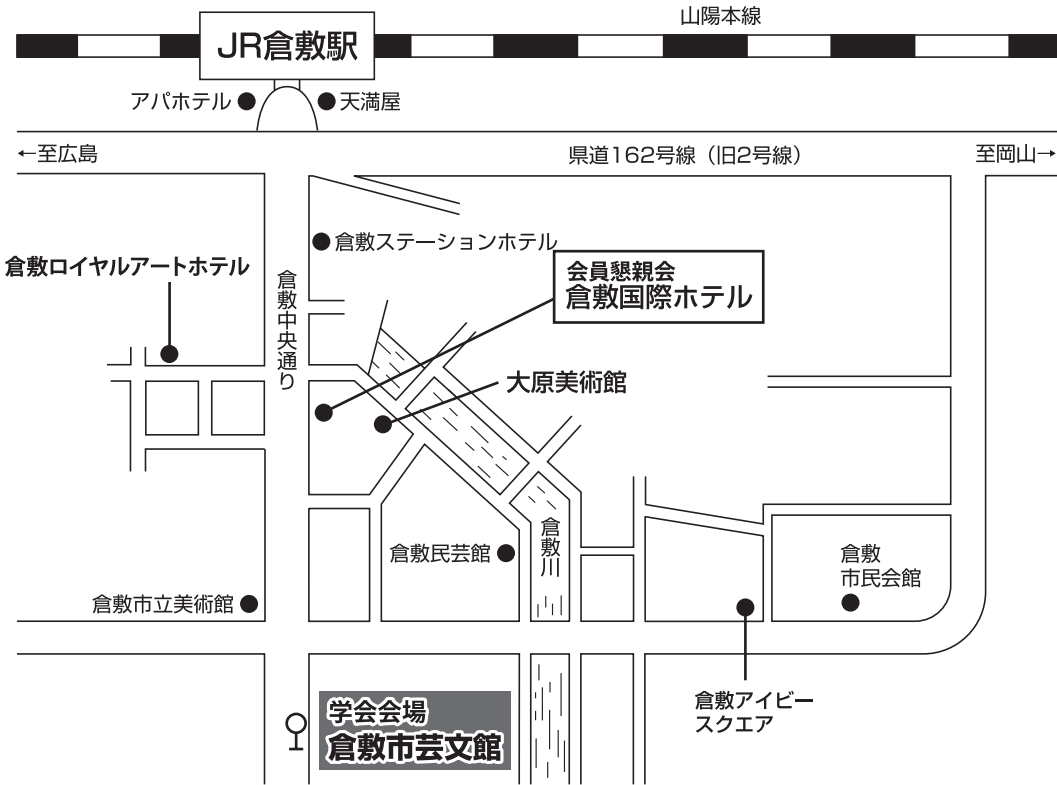 山陽本線
JR倉敷駅
アパホテル
天満屋
←至広島
県道162号線（旧2号線）
至岡山→
倉敷ステーションホテル
倉敷ロイヤルアートホテル
会員懇親会
倉敷国際ホテル
倉敷中央通り
大原美術館
倉敷川
倉敷民芸館
倉敷
市民会館
倉敷市立美術館
倉敷アイビー
スクエア
学会会場
倉敷市芸文館